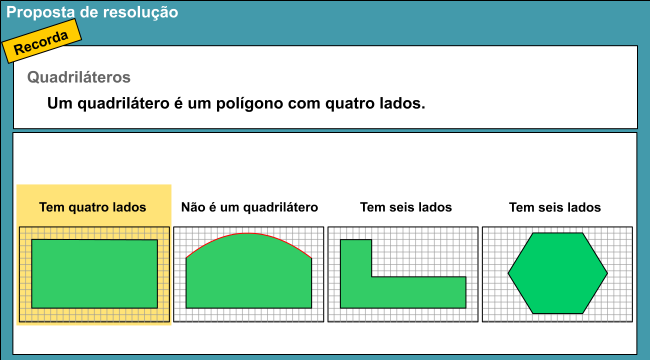 Proposta de resolução
Recorda
Quadriláteros
Um quadrilátero é um polígono com quatro lados.
Tem quatro lados
Não é um quadrilátero
Tem seis lados
Tem seis lados